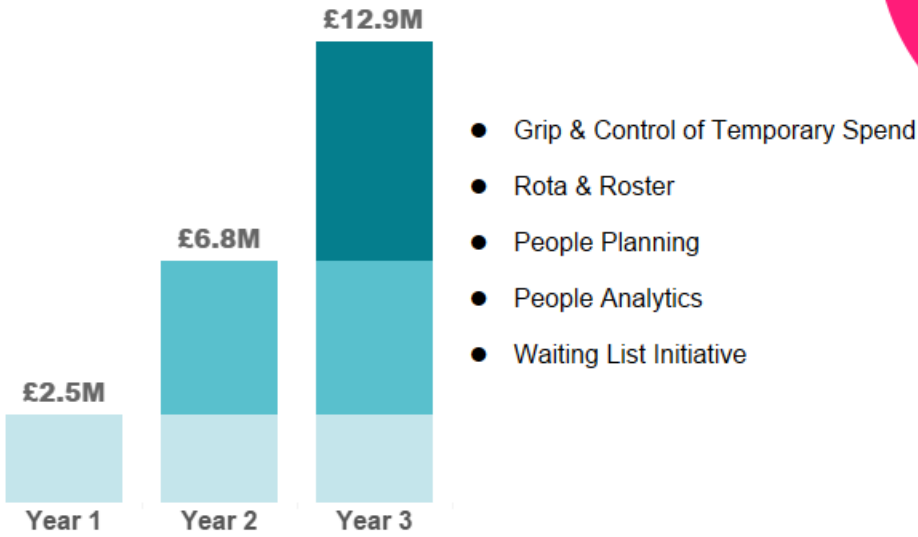 £12.9M
£6.8M
£2.5M
Year 1
Year 2
Year 3
● Grip & Control of Temporary Spend
● Rota & Roster
● People Planning
● People Analytics
● Waiting List Initiative